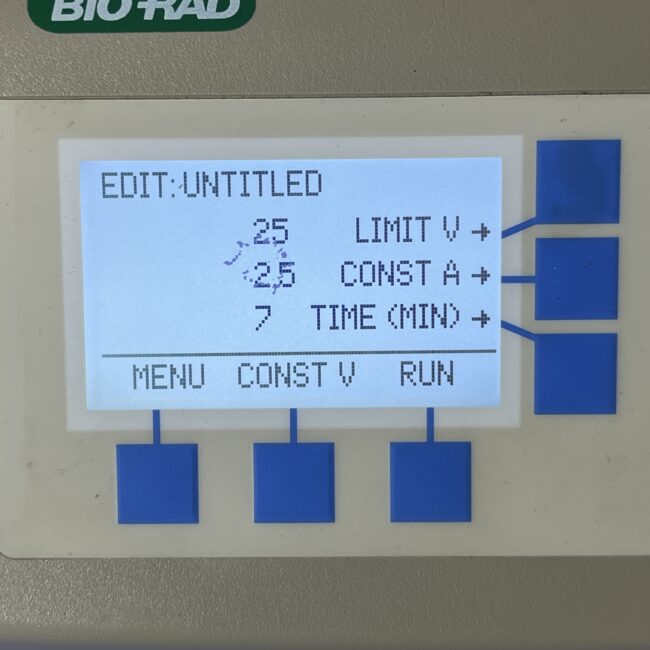 BIO-RAD
EDIT:UNTITLED
25 LIMIT V →
2.5 CONST A →
7 TIME (MIN) →
MENU CONST V RUN